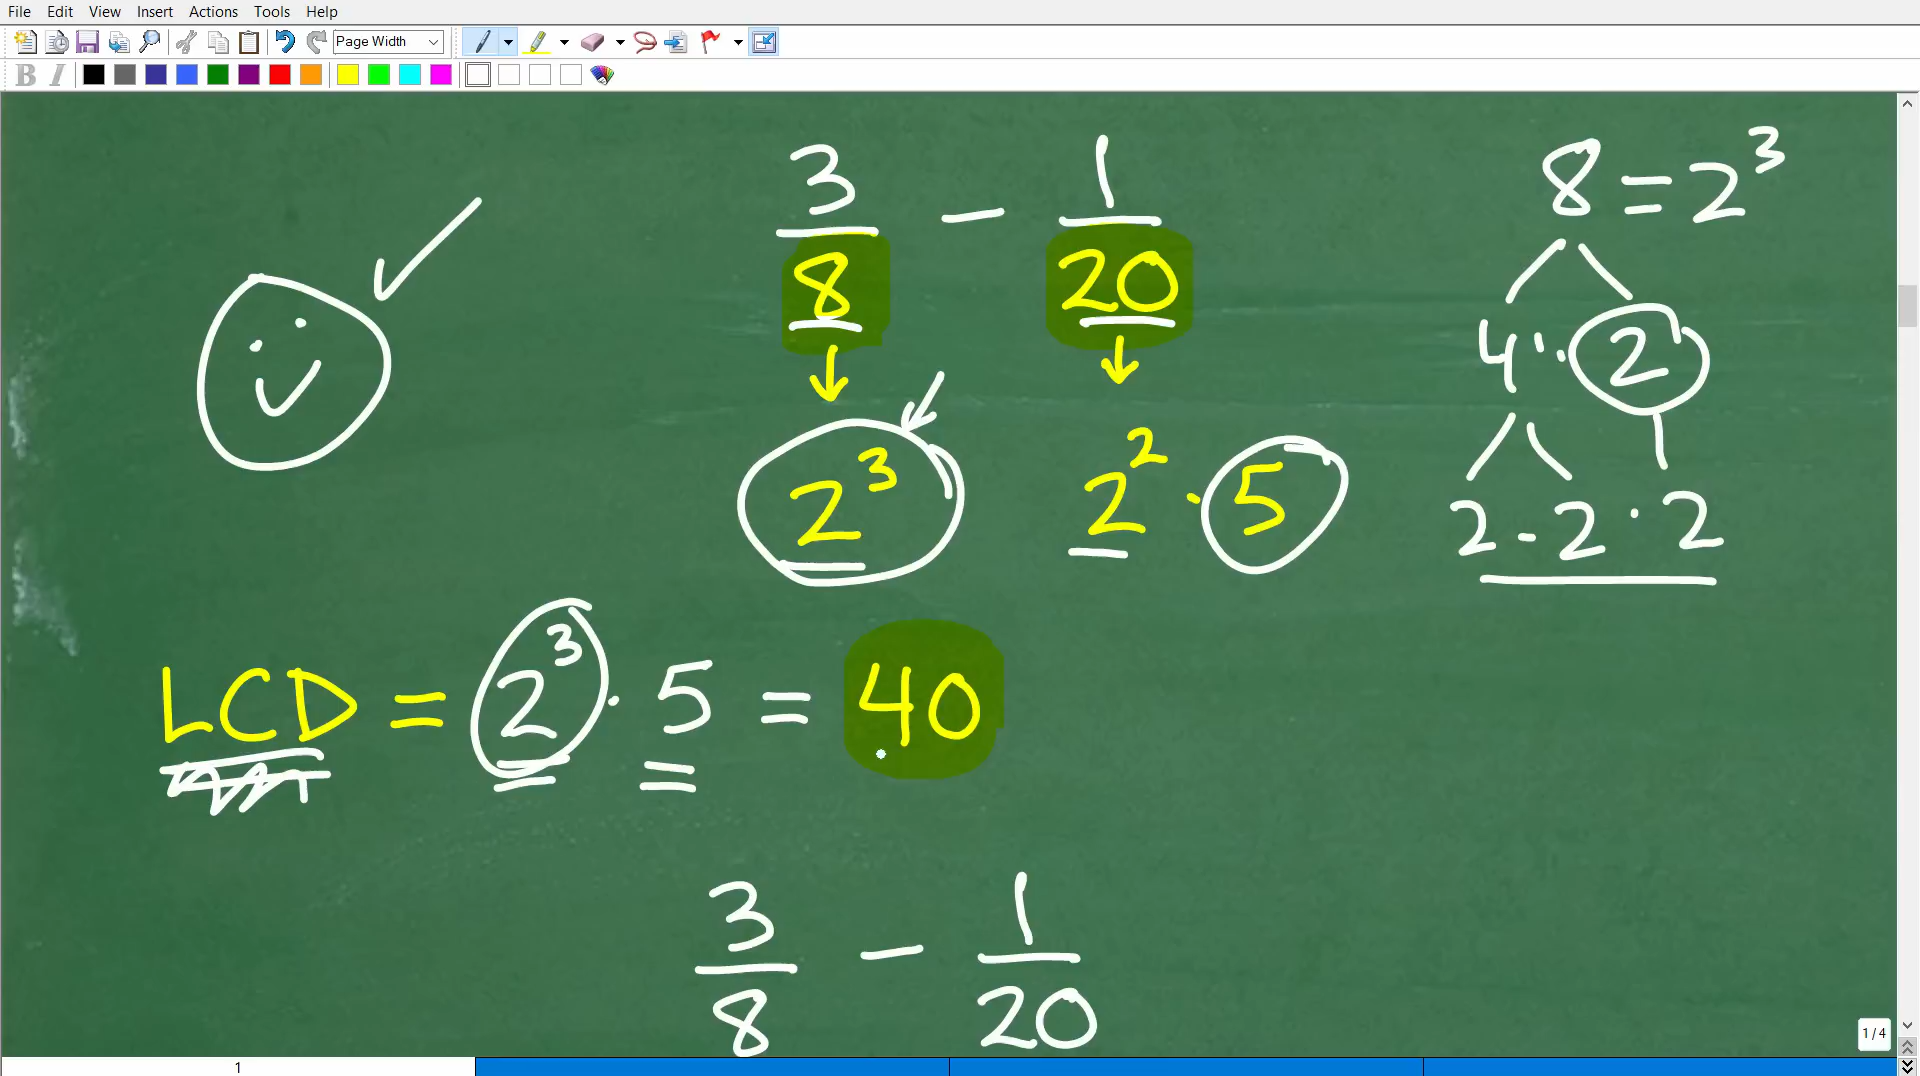 File Edit View Insert Actions Tools Help
Page Width
B I
3/8 - 1/20
8 = 2³
4 · 2
2³ 2² · 5
2 - 2 · 2
LCD = 2³ · 5 = 40
3/8 - 1/20
1 / 4
1